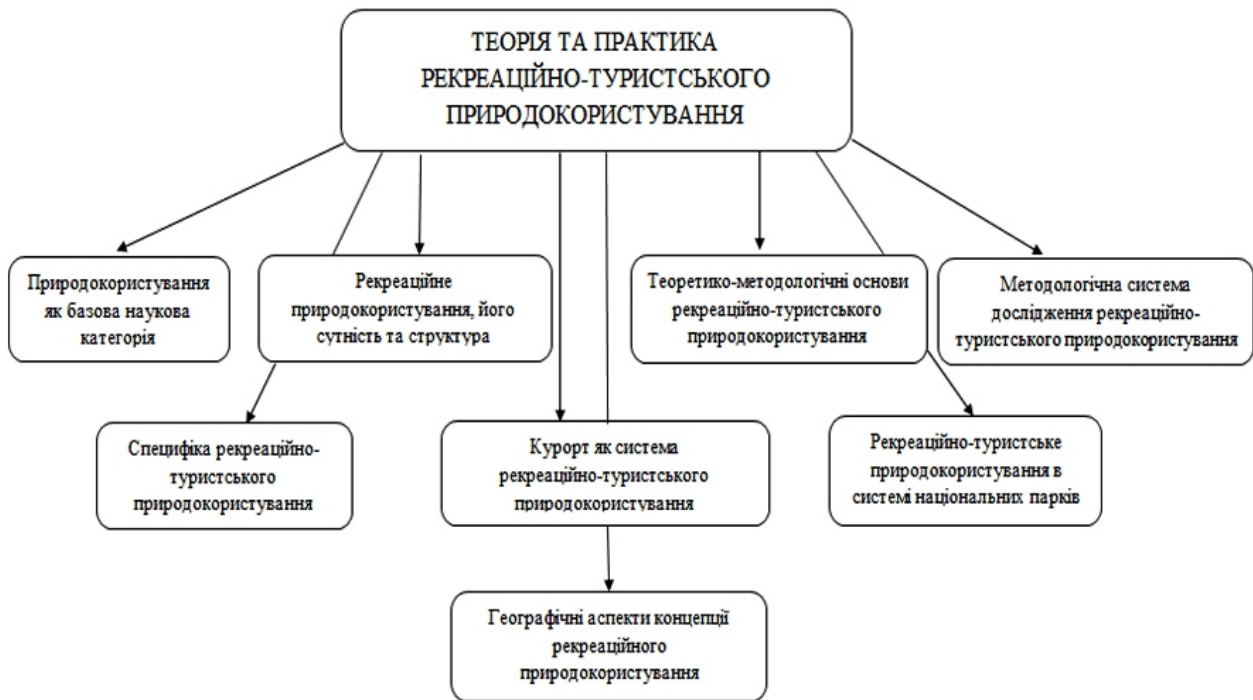 ТЕОРІЯ ТА ПРАКТИКА
РЕКРЕАЦІЙНО-ТУРИСТСЬКОГО
ПРИРОДОКОРИСТУВАННЯ
Природокористування
як базова наукова
категорія
Рекреаційне
природокористування, його
сутність та структура
Теоретико-методологічні основи
рекреаційно-туристського
природокористування
Методологічна система
дослідження рекреаційно-
туристського природокористування
Специфіка рекреаційно-
туристського
природокористування
Курорт як система
рекреаційно-туристського
природокористування
Рекреаційно-туристське
природокористування в
системі національних парків
Географічні аспекти концепції
рекреаційного
природокористування